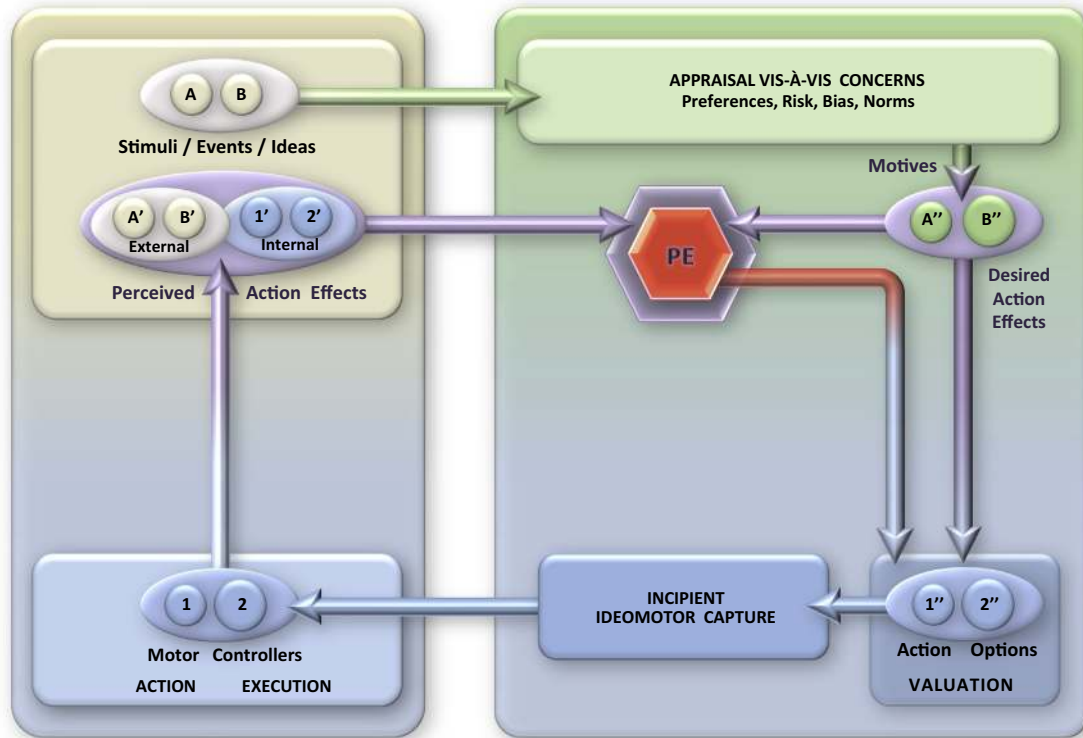 A B
Stimuli / Events / Ideas
APPRAISAL VIS-À-VIS CONCERNS
Preferences, Risk, Bias, Norms
Motives
A' B' 1' 2'
External Internal
Perceived Action Effects
PE
A'' B''
Desired
Action
Effects
1 2
Motor Controllers
ACTION EXECUTION
INCIPIENT
IDEOMOTOR CAPTURE
1'' 2''
Action Options
VALUATION